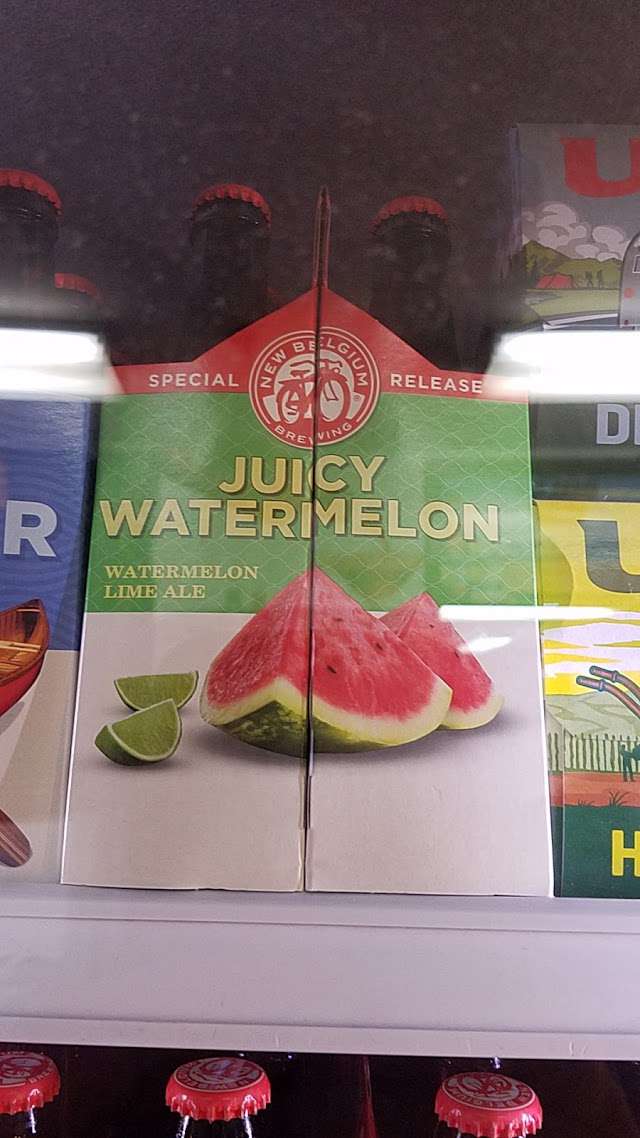 SPECIAL
NEW BELGIUM
BREWING
RELEASE
JUICY
WATERMELON
WATERMELON
LIME ALE
R
U
D
U
H